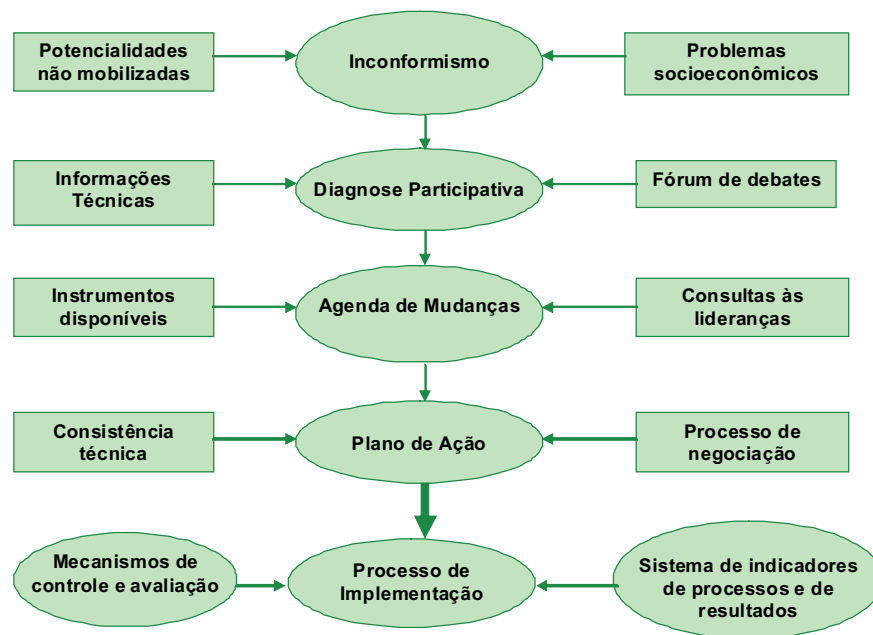 Potencialidades
não mobilizadas
Inconformismo
Problemas
socioeconômicos
Informações
Técnicas
Diagnose Participativa
Fórum de debates
Instrumentos
disponíveis
Agenda de Mudanças
Consultas às
lideranças
Consistência
técnica
Plano de Ação
Processo de
negociação
Mecanismos de
controle e avaliação
Processo de
Implementação
Sistema de indicadores
de processos e de
resultados